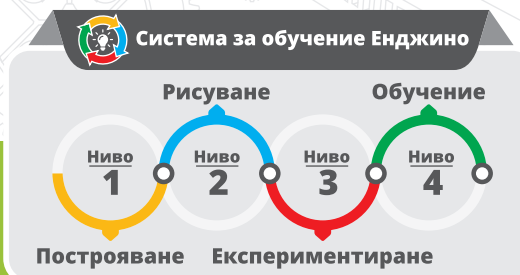 Система за обучение Енджино
Рисуване
Обучение
Ниво
1
Ниво
2
Ниво
3
Ниво
4
Построяване
Експериментиране